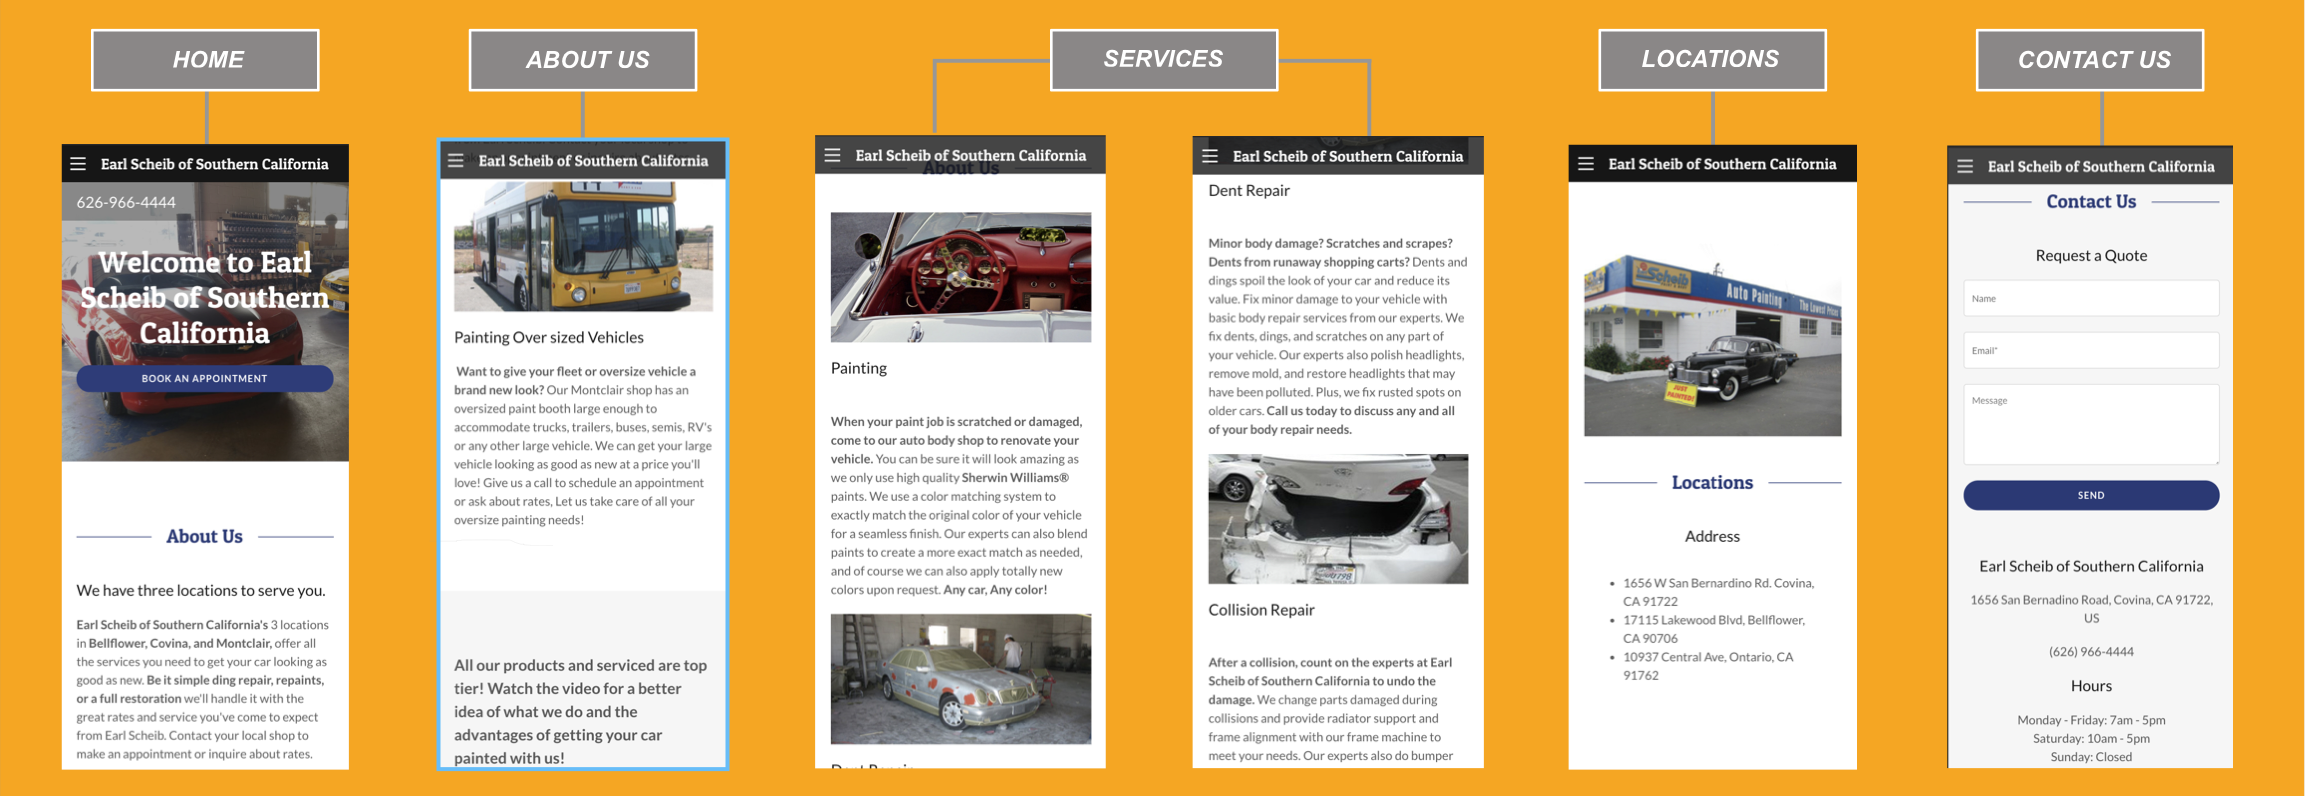 HOME
ABOUT US
SERVICES
LOCATIONS
CONTACT US
Earl Scheib of Southern California
626-966-4444
Welcome to Earl
Scheib of Southern
California
BOOK AN APPOINTMENT
About Us
We have three locations to serve you.
Earl Scheib of Southern California's 3 locations
in Bellflower, Covina, and Montclair, offer all
the services you need to get your car looking as
good as new. Be it simple ding repair, repaints,
or a full restoration we'll handle it with the
great rates and service you've come to expect
from Earl Scheib. Contact your local shop to
make an appointment or inquire about rates.
Earl Scheib of Southern California
Painting Over sized Vehicles
Want to give your fleet or oversize vehicle a
brand new look? Our Montclair shop has an
oversized paint booth large enough to
accommodate trucks, trailers, buses, semis, RV's
or any other large vehicle. We can get your large
vehicle looking as good as new at a price you'll
love! Give us a call to schedule an appointment
or ask about rates, Let us take care of all your
oversize painting needs!
All our products and serviced are top
tier! Watch the video for a better
idea of what we do and the
advantages of getting your car
painted with us!
Earl Scheib of Southern California
About Us
Painting
When your paint job is scratched or damaged,
come to our auto body shop to renovate your
vehicle. You can be sure it will look amazing as
we only use high quality Sherwin Williams®
paints. We use a color matching system to
exactly match the original color of your vehicle
for a seamless finish. Our experts can also blend
paints to create a more exact match as needed,
and of course we can also apply totally new
colors upon request. Any car, Any color!
Dent Repair
Earl Scheib of Southern California
Dent Repair
Minor body damage? Scratches and scrapes?
Dents from runaway shopping carts? Dents and
dings spoil the look of your car and reduce its
value. Fix minor damage to your vehicle with
basic body repair services from our experts. We
fix dents, dings, and scratches on any part of
your vehicle. Our experts also polish headlights,
remove mold, and restore headlights that may
have been polluted. Plus, we fix rusted spots on
older cars. Call us today to discuss any and all
of your body repair needs.
Collision Repair
After a collision, count on the experts at Earl
Scheib of Southern California to undo the
damage. We change parts damaged during
collisions and provide radiator support and
frame alignment with our frame machine to
meet your needs. Our experts also do bumper
Earl Scheib of Southern California
Scheib
Auto Painting
The Lowest Prices
JUST
PAINTED!
Locations
Address
• 1656 W San Bernardino Rd. Covina,
CA 91722
• 17115 Lakewood Blvd, Bellflower,
CA 90706
• 10937 Central Ave, Ontario, CA
91762
Earl Scheib of Southern California
Contact Us
Request a Quote
Name
Email*
Message
SEND
Earl Scheib of Southern California
1656 San Bernadino Road, Covina, CA 91722,
US
(626) 966-4444
Hours
Monday - Friday: 7am - 5pm
Saturday: 10am - 5pm
Sunday: Closed